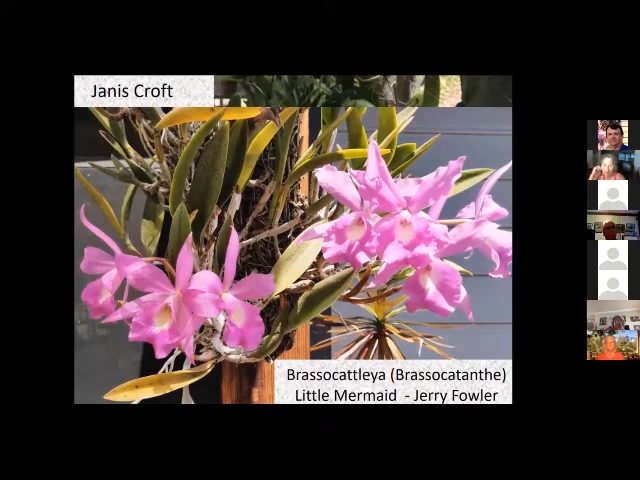 Janis Croft
Brassocattleya (Brassocatanthe)
Little Mermaid - Jerry Fowler